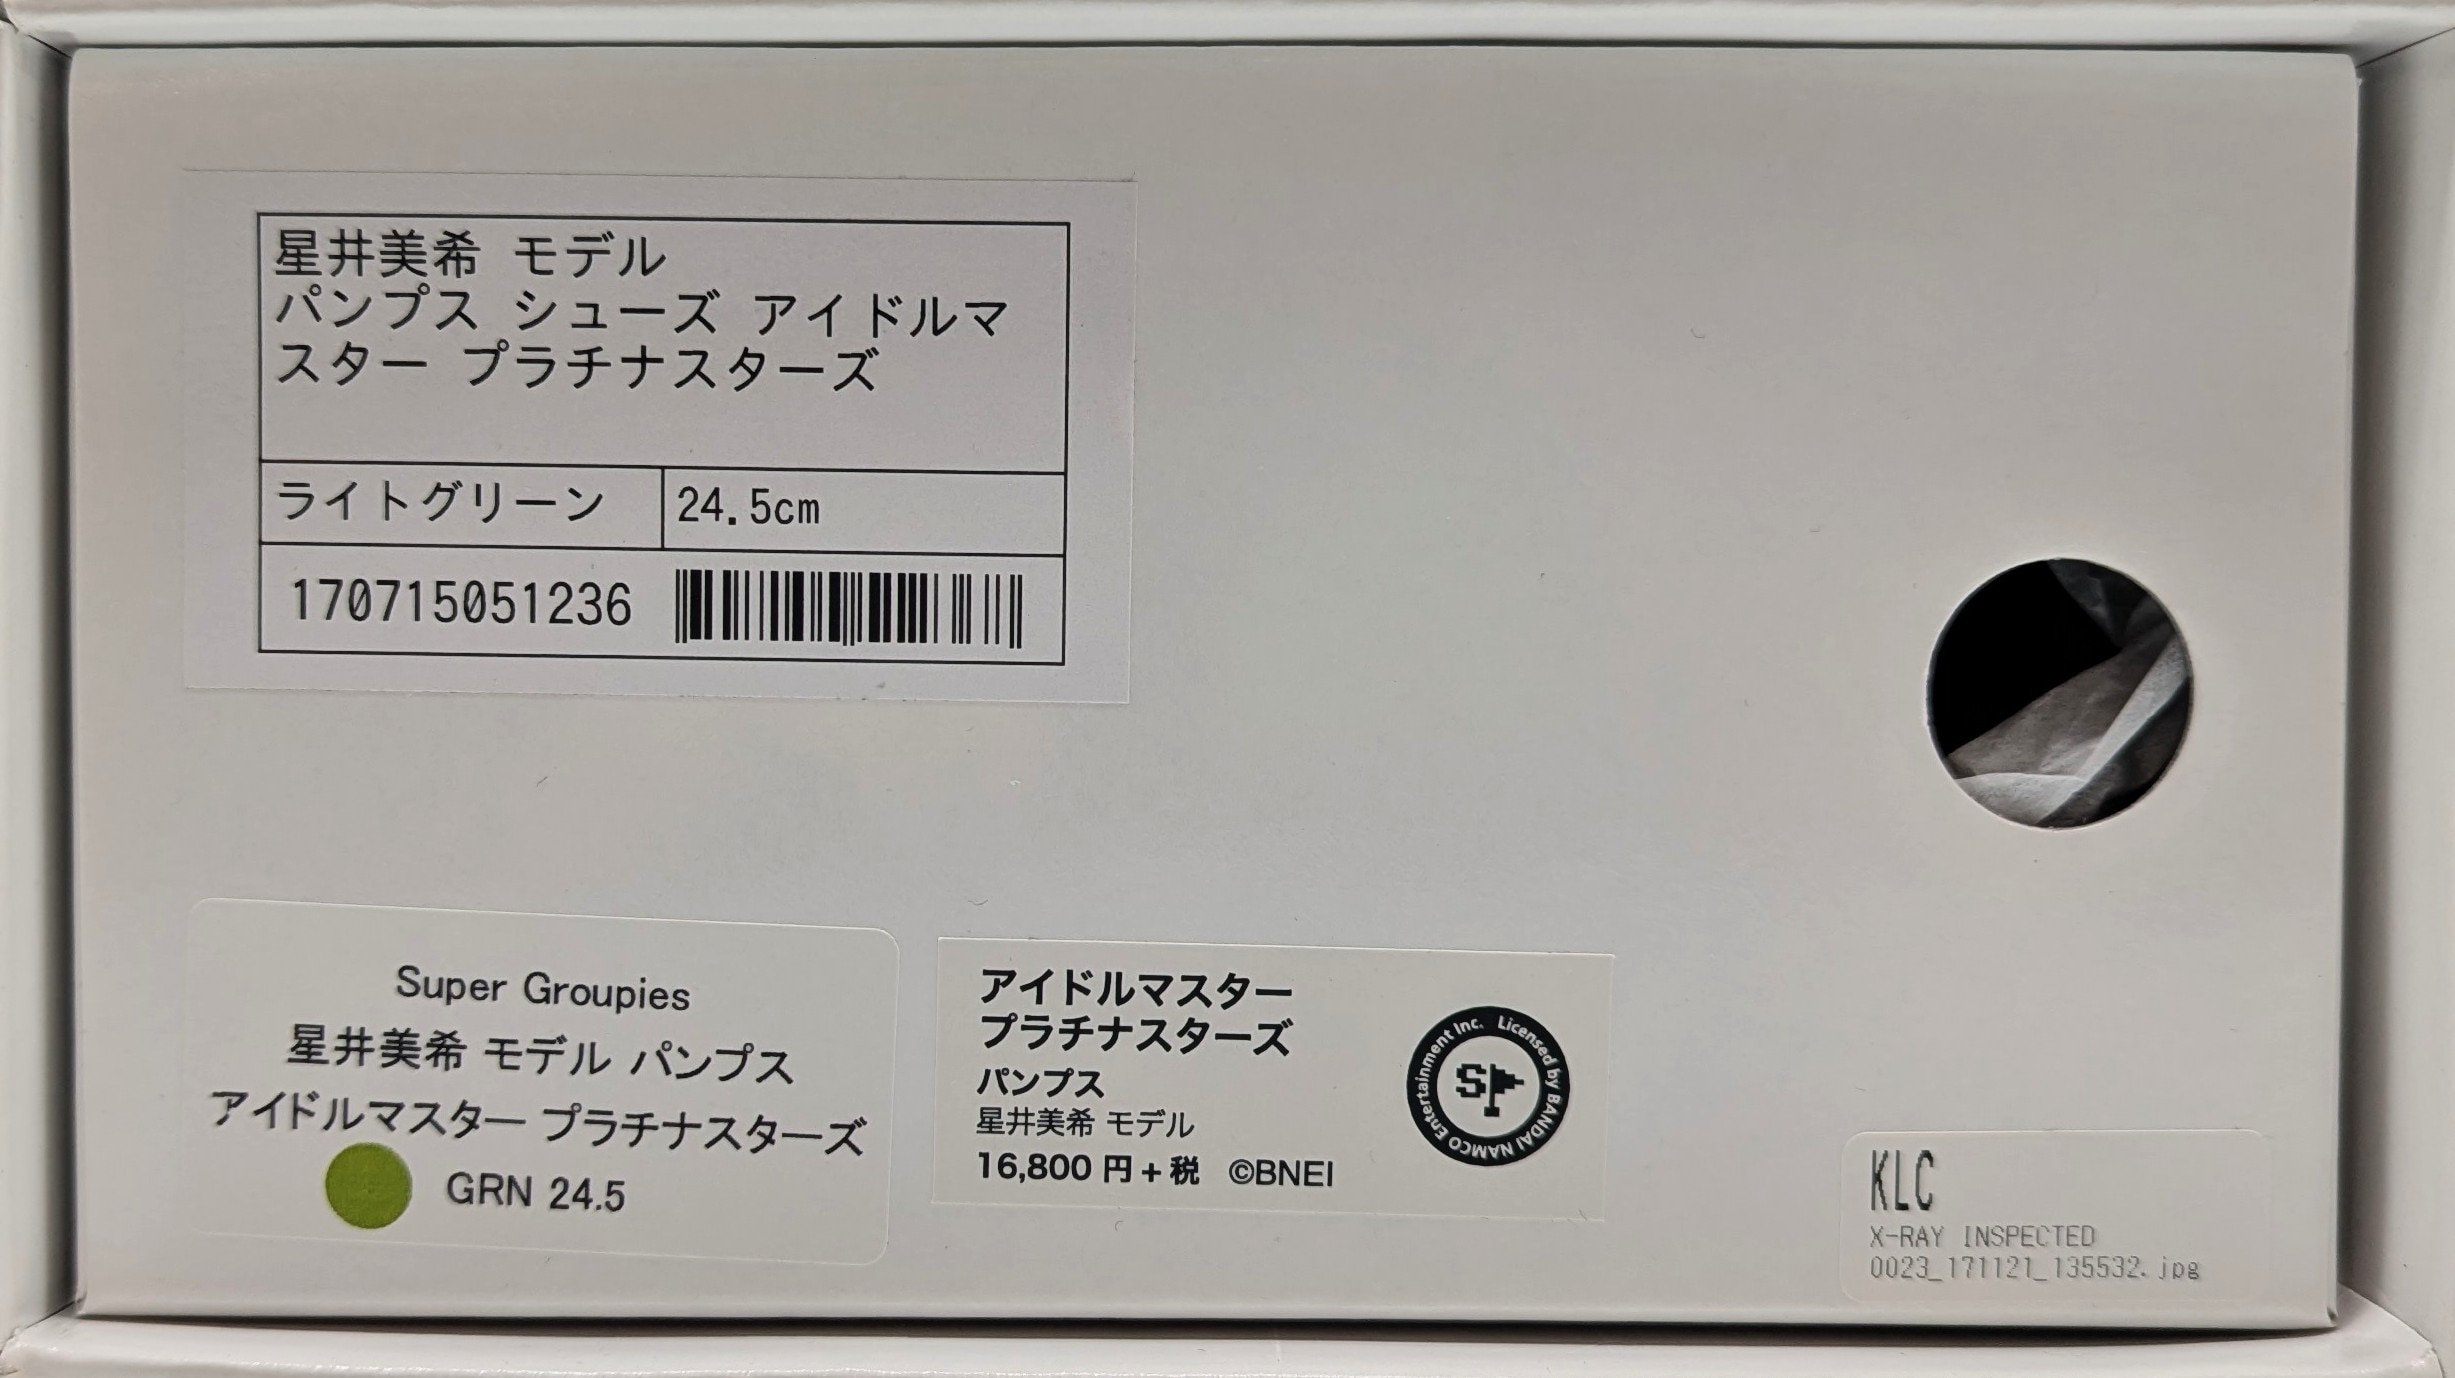 星井美希 モデル
パンプス シューズ アイドルマ
スター プラチナスターズ
ライトグリーン
24.5cm
170715051236
Super Groupies
星井美希 モデル パンプス
アイドルマスター プラチナスターズ
GRN 24.5
アイドルマスター
プラチナスターズ
パンプス
星井美希 モデル
16,800 円+税 ©BNEI
Licensed by BANDAI NAMCO Entertainment Inc.
SP
KLC
X-RAY INSPECTED
0023_171121_135532.jpg